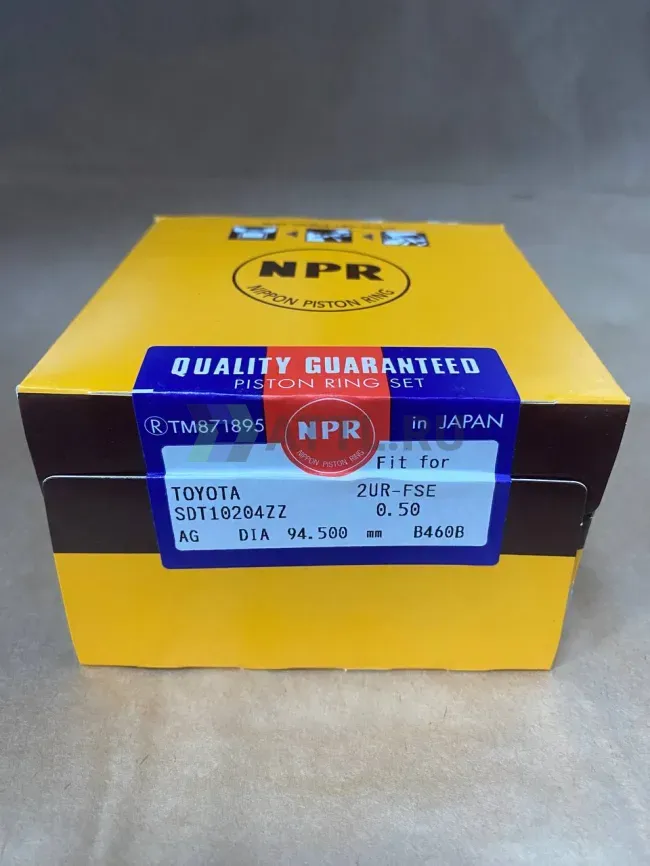 NPR
NIPPON PISTON RING
QUALITY GUARANTEED
PISTON RING SET
®TM871895
NPR
NIPPON PISTON RING
in JAPAN
Fit for
TOYOTA 2UR-FSE
SDT10204ZZ 0.50
AG DIA 94.500 mm B460B